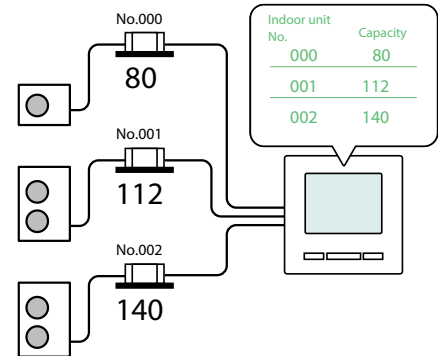 No.000
80
No.001
112
No.002
140
Indoor unit
No. Capacity
000 80
001 112
002 140